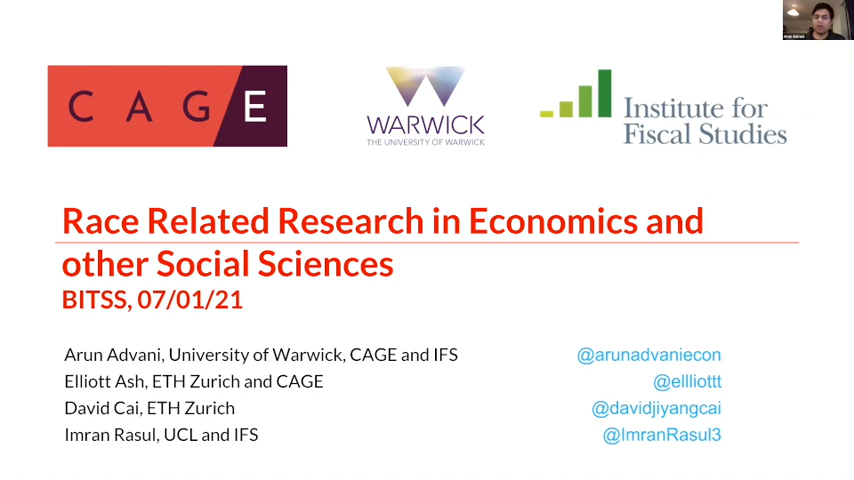 Arun Advani
CAGE
WARWICK
THE UNIVERSITY OF WARWICK
Institute for
Fiscal Studies
Race Related Research in Economics and
other Social Sciences
BITSS, 07/01/21
Arun Advani, University of Warwick, CAGE and IFS
@arunadvaniecon
Elliott Ash, ETH Zurich and CAGE
@ellliottt
David Cai, ETH Zurich
@davidjiyangcai
Imran Rasul, UCL and IFS
@ImranRasul3